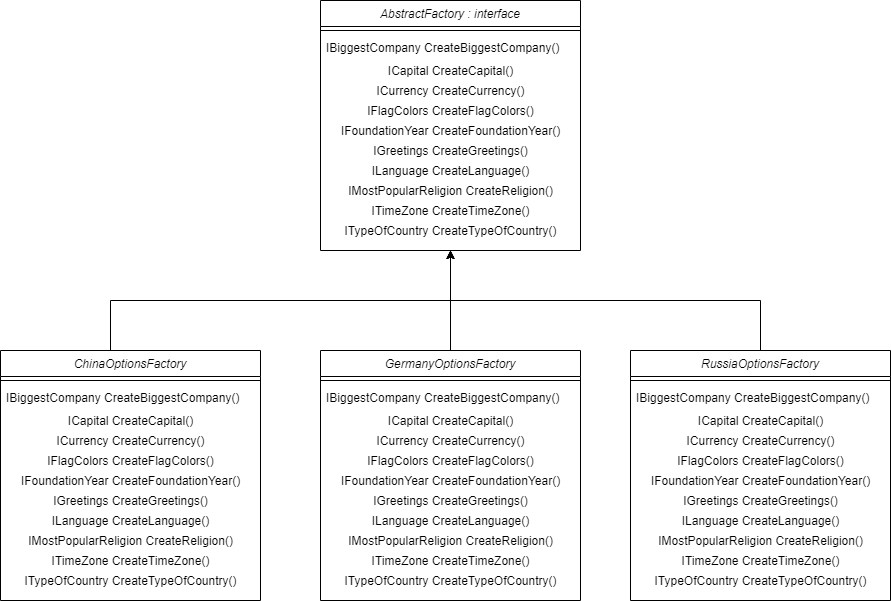 AbstractFactory : interface
IBiggestCompany CreateBiggestCompany()
ICapital CreateCapital()
ICurrency CreateCurrency()
IFlagColors CreateFlagColors()
IFoundationYear CreateFoundationYear()
IGreetings CreateGreetings()
ILanguage CreateLanguage()
IMostPopularReligion CreateReligion()
ITimeZone CreateTimeZone()
ITypeOfCountry CreateTypeOfCountry()
ChinaOptionsFactory
IBiggestCompany CreateBiggestCompany()
ICapital CreateCapital()
ICurrency CreateCurrency()
IFlagColors CreateFlagColors()
IFoundationYear CreateFoundationYear()
IGreetings CreateGreetings()
ILanguage CreateLanguage()
IMostPopularReligion CreateReligion()
ITimeZone CreateTimeZone()
ITypeOfCountry CreateTypeOfCountry()
GermanyOptionsFactory
IBiggestCompany CreateBiggestCompany()
ICapital CreateCapital()
ICurrency CreateCurrency()
IFlagColors CreateFlagColors()
IFoundationYear CreateFoundationYear()
IGreetings CreateGreetings()
ILanguage CreateLanguage()
IMostPopularReligion CreateReligion()
ITimeZone CreateTimeZone()
ITypeOfCountry CreateTypeOfCountry()
RussiaOptionsFactory
IBiggestCompany CreateBiggestCompany()
ICapital CreateCapital()
ICurrency CreateCurrency()
IFlagColors CreateFlagColors()
IFoundationYear CreateFoundationYear()
IGreetings CreateGreetings()
ILanguage CreateLanguage()
IMostPopularReligion CreateReligion()
ITimeZone CreateTimeZone()
ITypeOfCountry CreateTypeOfCountry()